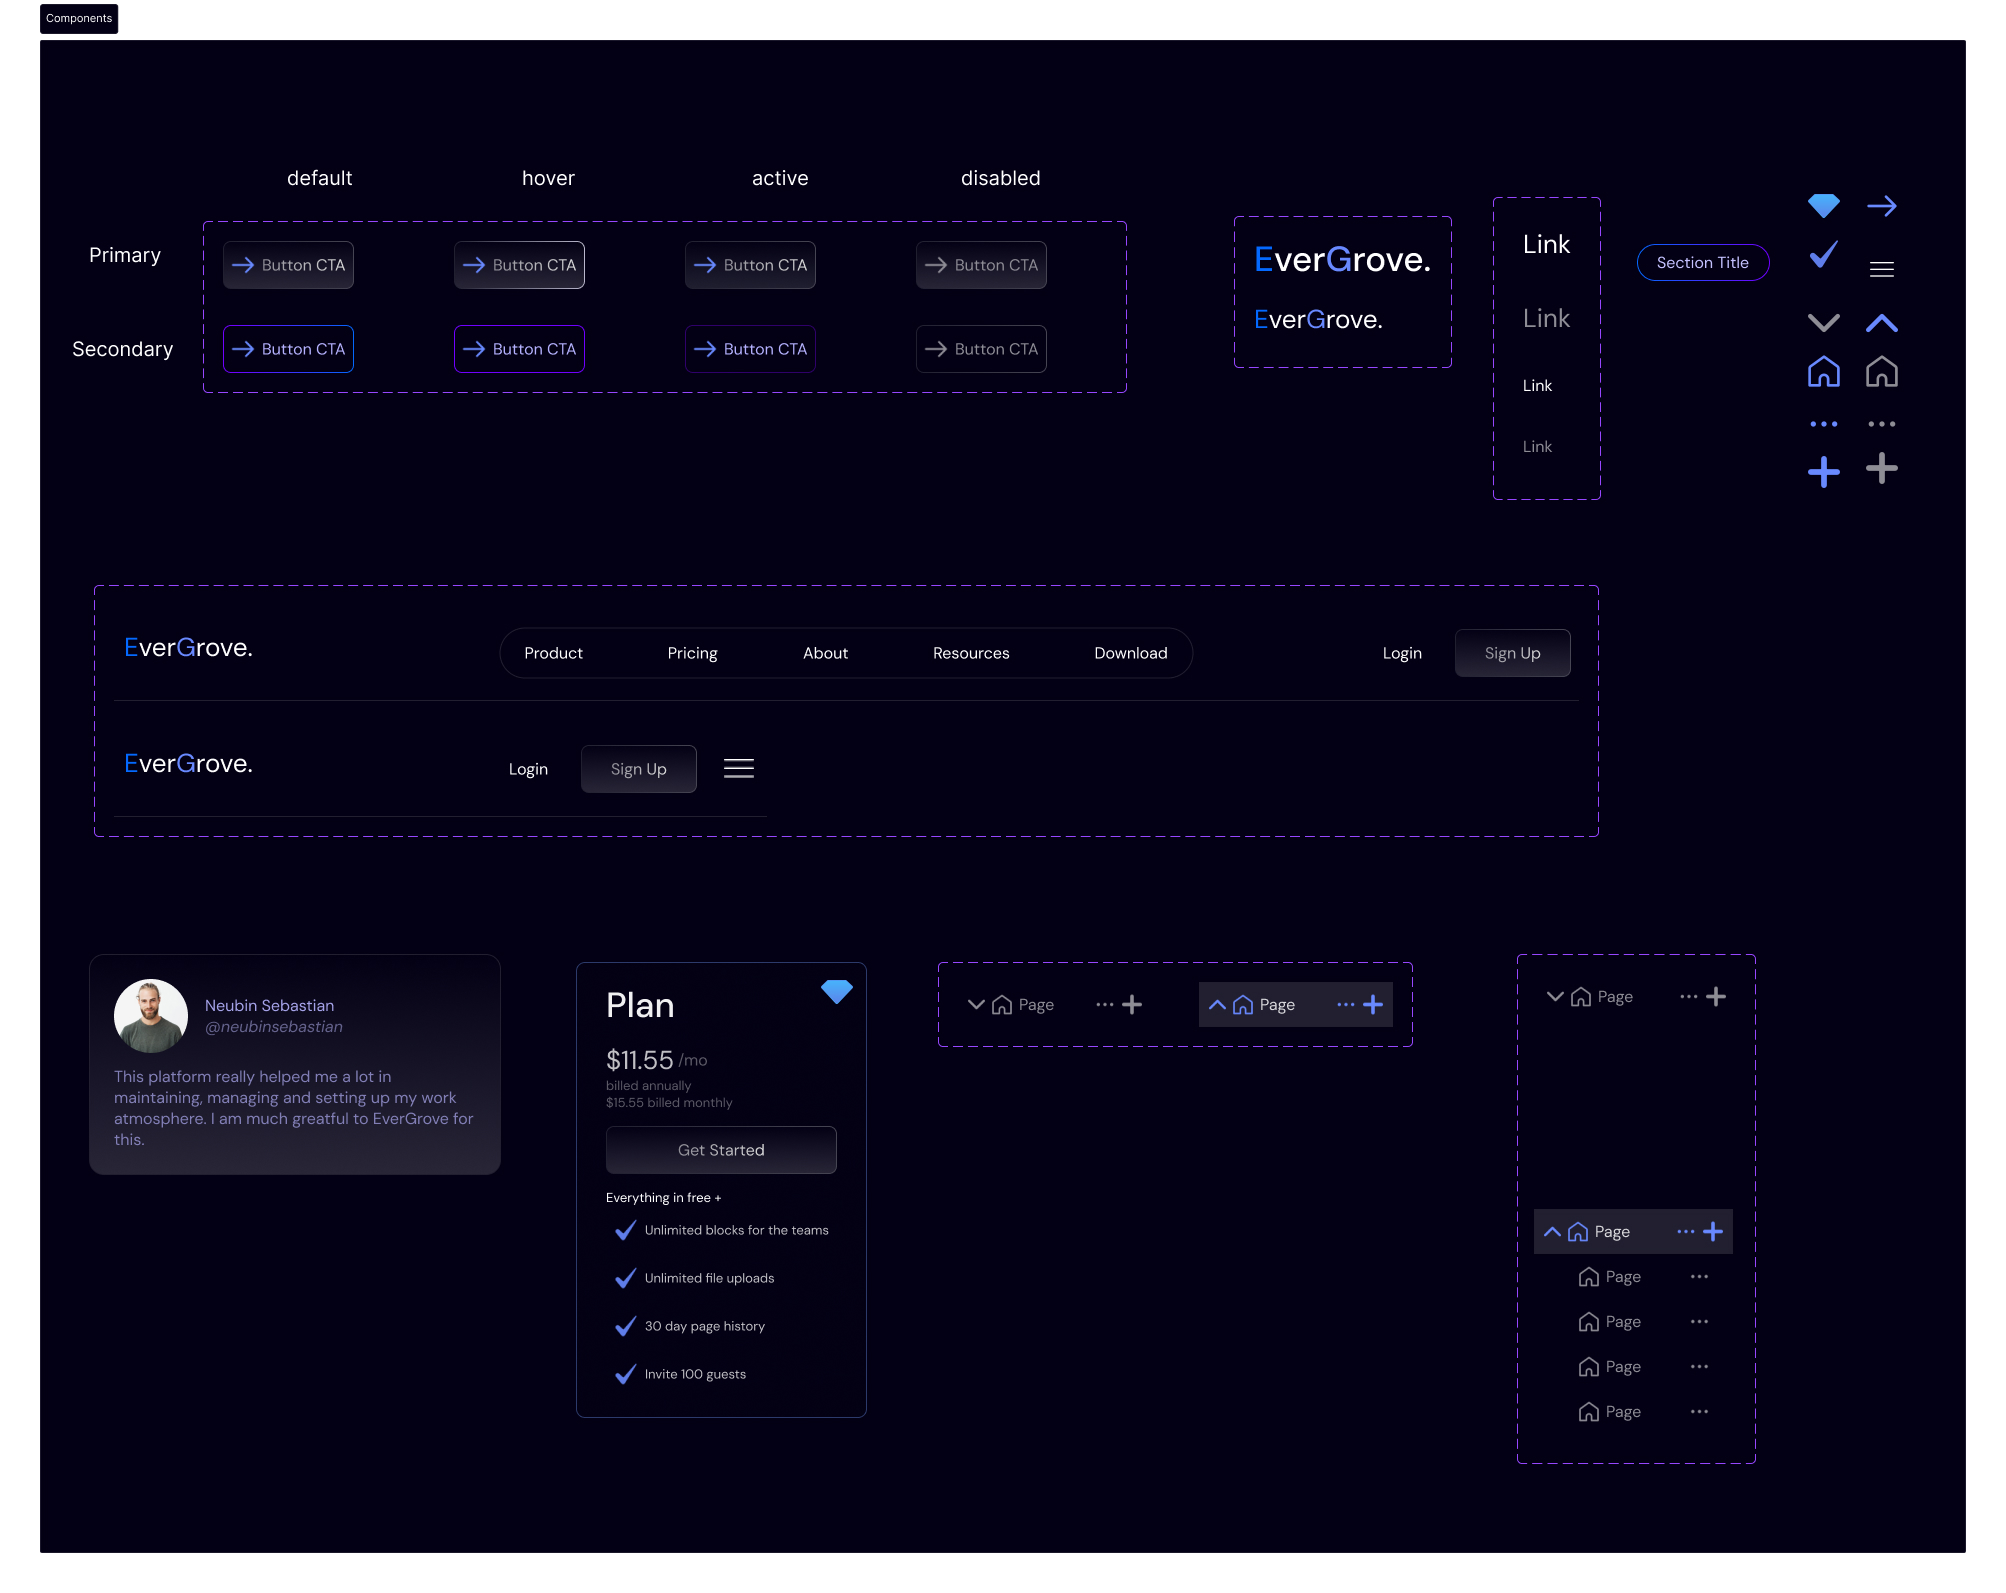 Components
default
hover
active
disabled
Primary
Button CTA
Button CTA
Button CTA
Button CTA
Secondary
Button CTA
Button CTA
Button CTA
Button CTA
EverGrove.
EverGrove.
Link
Link
Link
Link
Section Title
EverGrove.
Product
Pricing
About
Resources
Download
Login
Sign Up
EverGrove.
Login
Sign Up
Neubin Sebastian
@neubinsebastian
This platform really helped me a lot in
maintaining, managing and setting up my work
atmosphere. I am much greatful to EverGrove for
this.
Plan
$11.55 /mo
billed annually
$15.55 billed monthly
Get Started
Everything in free +
Unlimited blocks for the teams
Unlimited file uploads
30 day page history
Invite 100 guests
Page
Page
Page
Page
Page
Page
Page
Page